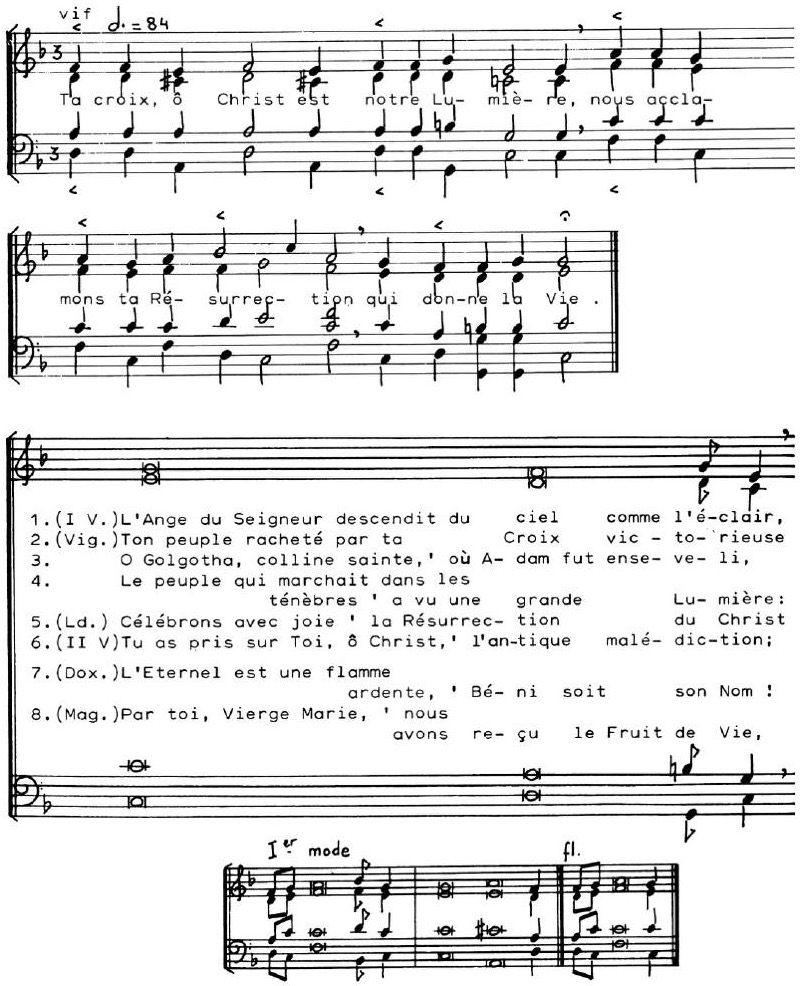 vif ♩. = 84
3
Ta croix, ô Christ est notre Lu- miè- re, nous accla-
3
mons ta Ré- surrec- tion qui don-ne la Vie .
1.(I V.)L'Ange du Seigneur descendit du ciel comme l'é-clair,
2.(Vig.)Ton peuple racheté par ta Croix vic - to-rieuse
3. O Golgotha, colline sainte,' où A- dam fut ense- ve- li,
4. Le peuple qui marchait dans les
ténèbres ' a vu une grande Lu- mière:
5.(Ld.) Célébrons avec joie ' la Résurrec- tion du Christ
6.(II V)Tu as pris sur Toi, ô Christ,' l'an-tique malé- dic-tion;
7.(Dox.)L'Eternel est une flamme
ardente, ' Bé- ni soit son Nom !
8.(Mag.)Par toi, Vierge Marie, ' nous
avons re- çu le Fruit de Vie,
Ier mode fl.